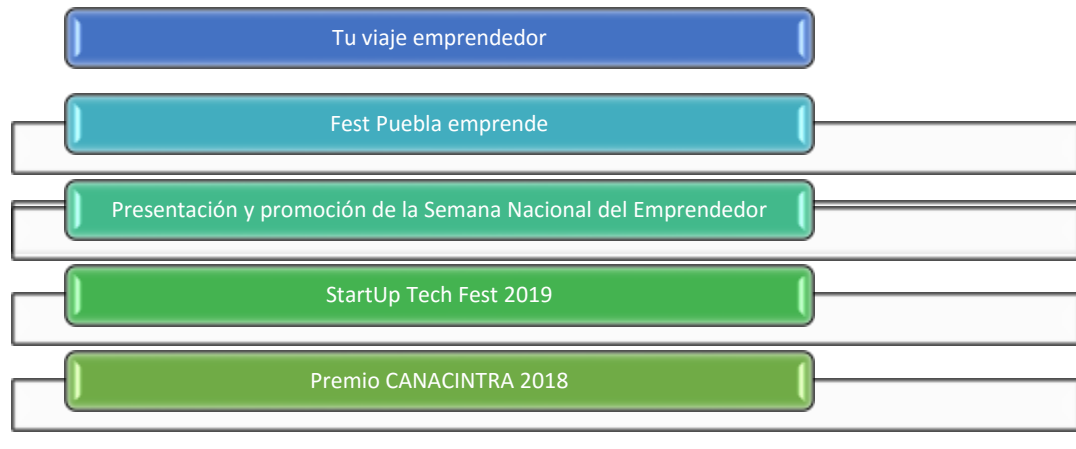 Tu viaje emprendedor
Fest Puebla emprende
Presentación y promoción de la Semana Nacional del Emprendedor
StartUp Tech Fest 2019
Premio CANACINTRA 2018